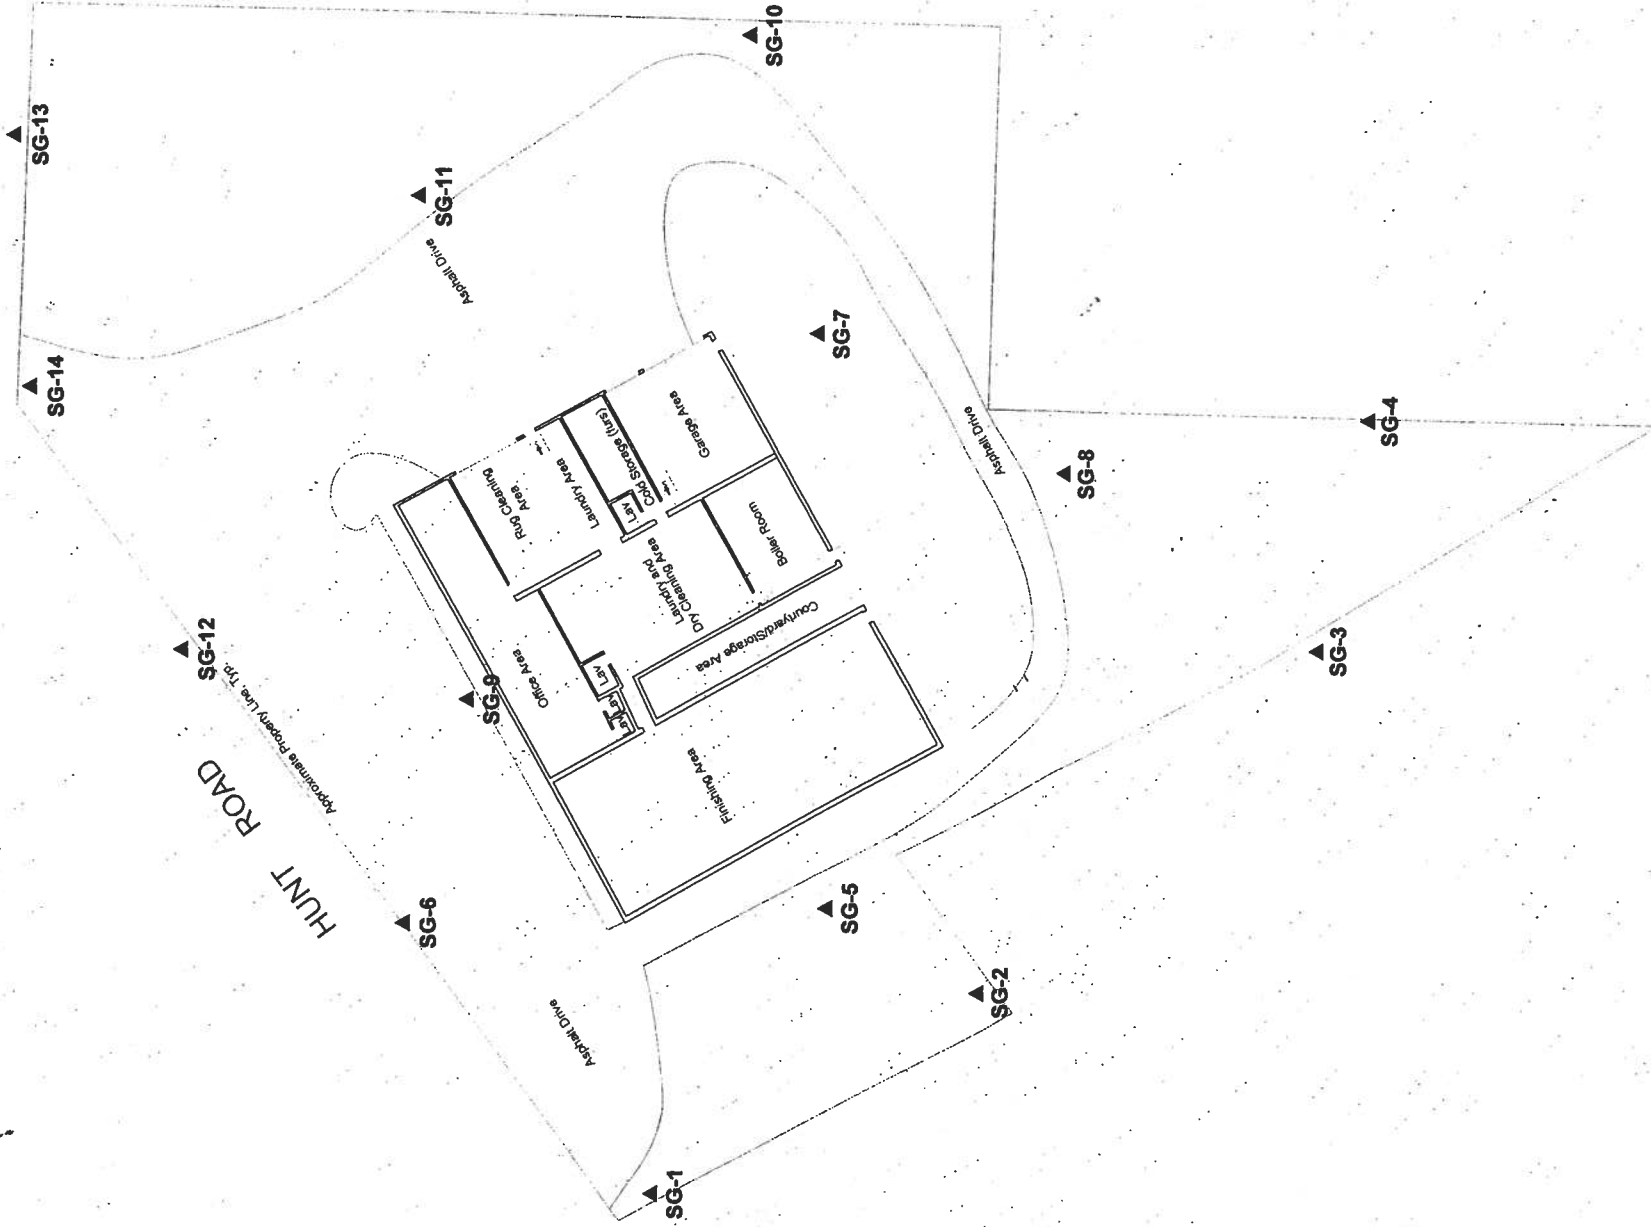 SG-10
SG-13
SG-11
Asphalt Drive
SG-14
SG-7
Garage Area
Cold Storage (furs)
Lav
Laundry Area
Rug Cleaning
Area
Boiler Room
Laundry and
Dry Cleaning Area
Courtyard/Storage Area
Office Area
Lav
Lav
Lav
Finishing Area
Asphalt Drive
SG-4
SG-8
SG-3
SG-12
Approximate Property Line, Typ.
SG-9
HUNT ROAD
SG-6
SG-5
SG-2
Asphalt Drive
SG-1